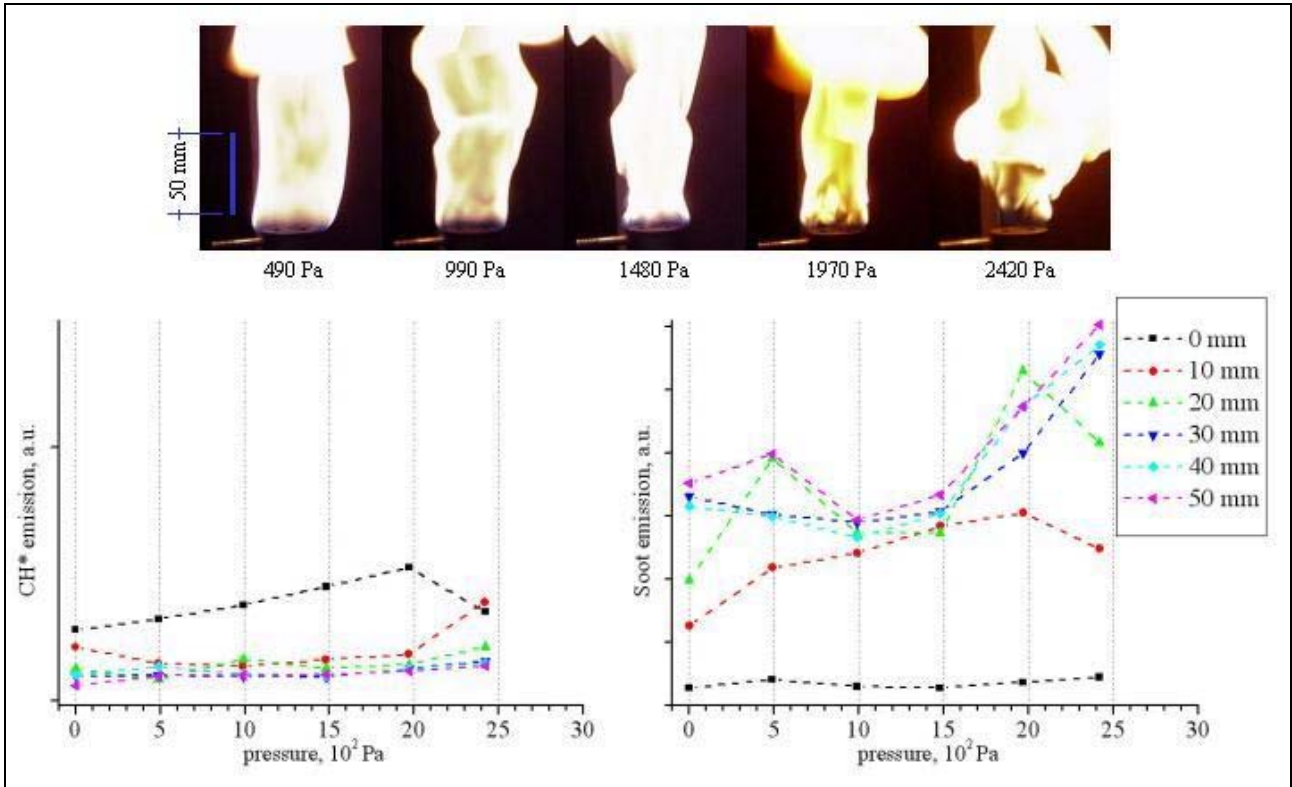 50 mm
490 Pa
990 Pa
1480 Pa
1970 Pa
2420 Pa
CH* emission, a.u.
0
5
10
15
20
25
30
pressure, 10² Pa
Soot emission, a.u.
0
5
10
15
20
25
30
pressure, 10² Pa
0 mm
10 mm
20 mm
30 mm
40 mm
50 mm